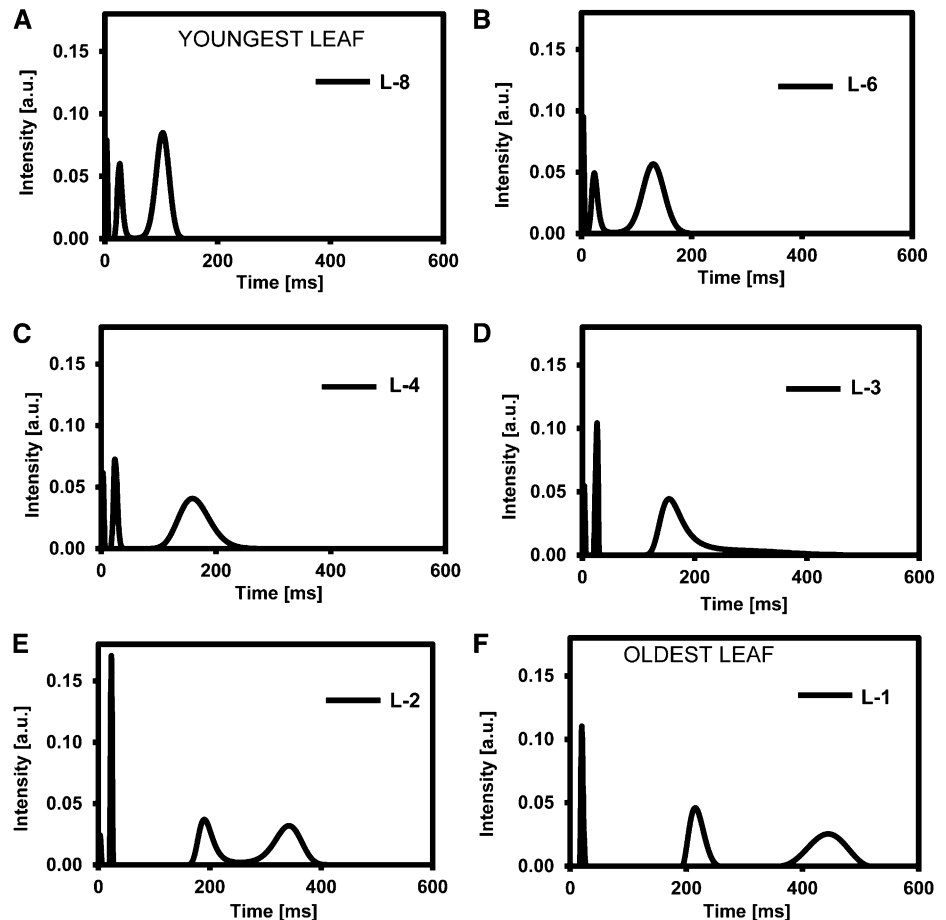 A
YOUNGEST LEAF
L-8
Intensity [a.u.]
0.15
0.10
0.05
0.00
0 200 400 600
Time [ms]
B
L-6
Intensity [a.u.]
0.15
0.10
0.05
0.00
0 200 400 600
Time [ms]
C
L-4
Intensity [a.u.]
0.15
0.10
0.05
0.00
0 200 400 600
Time [ms]
D
L-3
Intensity [a.u.]
0.15
0.10
0.05
0.00
0 200 400 600
Time [ms]
E
L-2
Intensity [a.u.]
0.15
0.10
0.05
0.00
0 200 400 600
Time [ms]
F
OLDEST LEAF
L-1
Intensity [a.u.]
0.15
0.10
0.05
0.00
0 200 400 600
Time [ms]